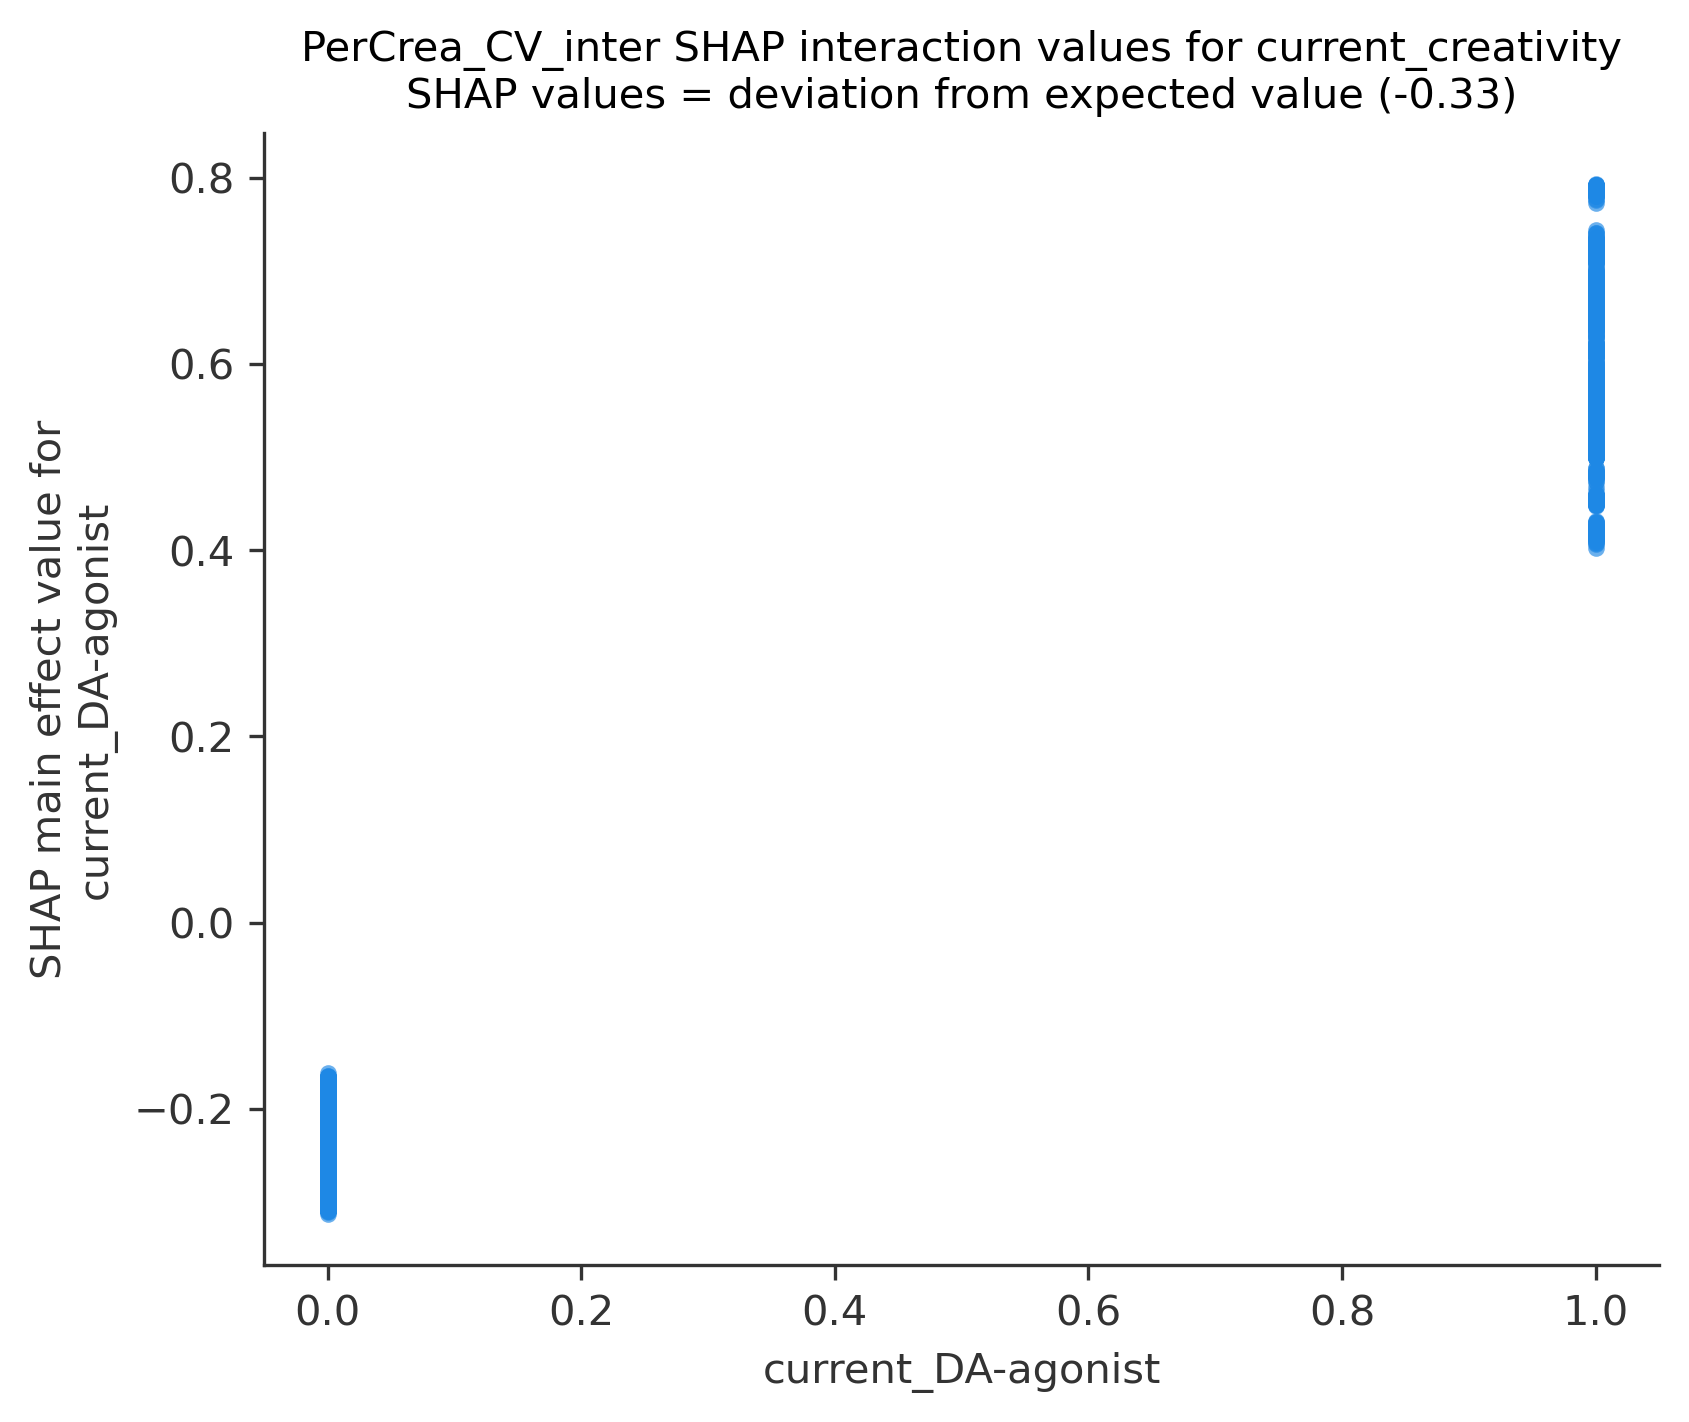 PerCrea_CV_inter SHAP interaction values for current_creativity
SHAP values = deviation from expected value (-0.33)
SHAP main effect value for
current_DA-agonist
0.8
0.6
0.4
0.2
0.0
−0.2
0.0 0.2 0.4 0.6 0.8 1.0
current_DA-agonist